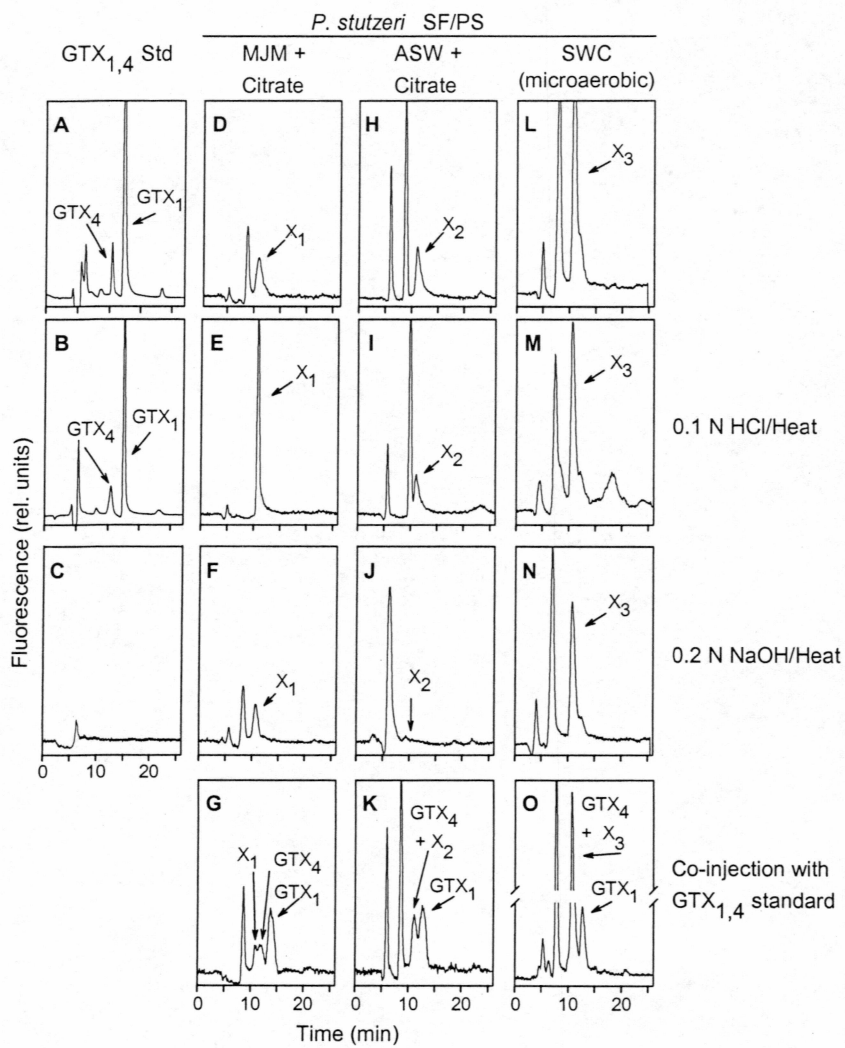 P. stutzeri SF/PS
GTX1,4 Std
MJM +
Citrate
ASW +
Citrate
SWC
(microaerobic)
A
GTX4
GTX1
D
X1
H
X2
L
X3
B
GTX4
GTX1
E
X1
I
X2
M
X3
0.1 N HCl/Heat
C
F
X1
J
X2
N
X3
0.2 N NaOH/Heat
0 10 20
G
X1
GTX4
GTX1
K
GTX4
+ X2
GTX1
O
GTX4
+ X3
GTX1
Co-injection with
GTX1,4 standard
0 10 20
0 10 20
0 10 20
Time (min)
Fluorescence (rel. units)